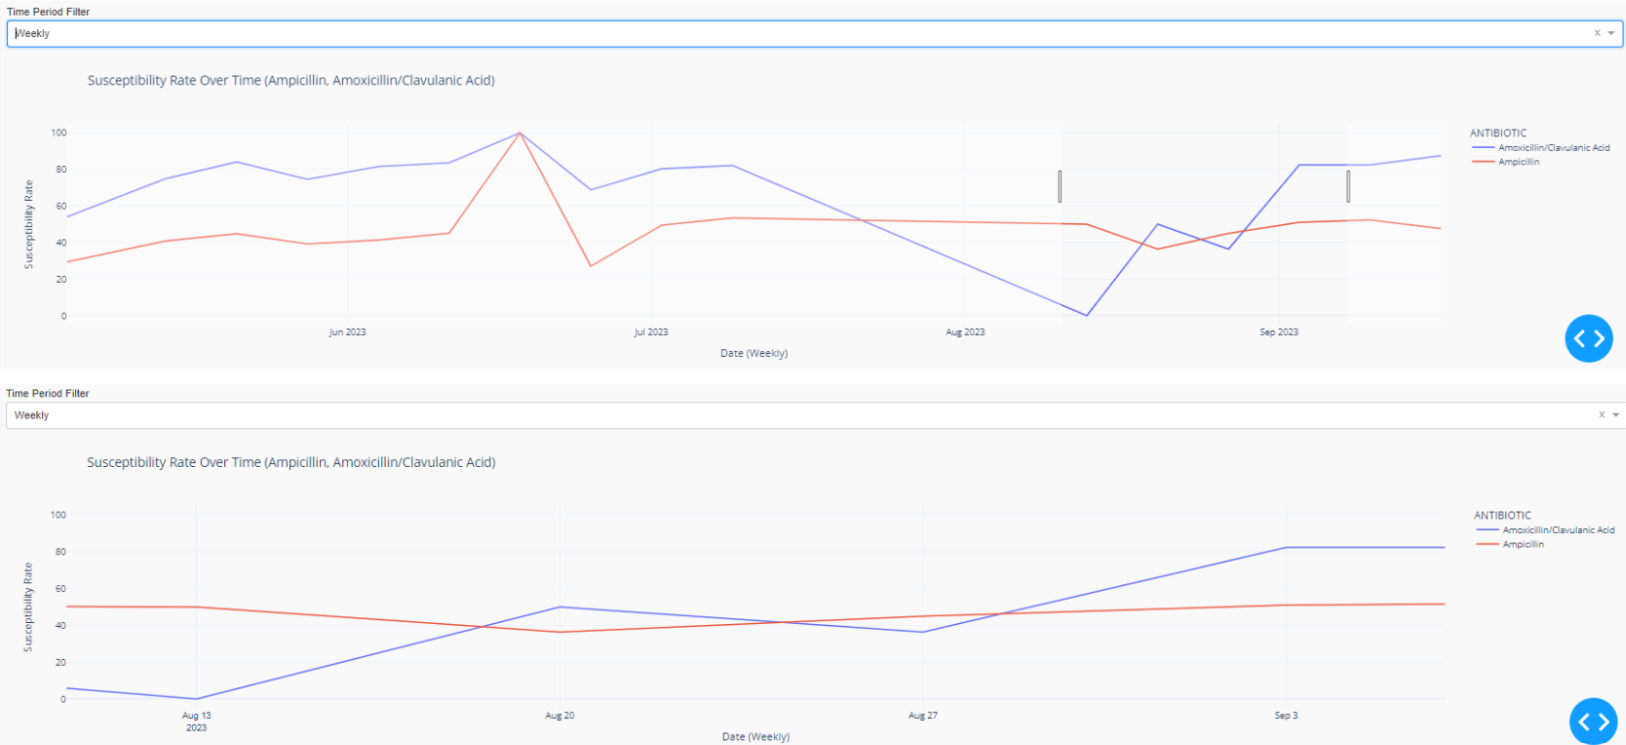 Time Period Filter
Weekly
Susceptibility Rate Over Time (Ampicillin, Amoxicillin/Clavulanic Acid)
ANTIBIOTIC
Amoxicillin/Clavulanic Acid
Ampicillin
Susceptibility Rate
100
80
60
40
20
0
Jun 2023
Jul 2023
Aug 2023
Sep 2023
Date (Weekly)
Time Period Filter
Weekly
Susceptibility Rate Over Time (Ampicillin, Amoxicillin/Clavulanic Acid)
ANTIBIOTIC
Amoxicillin/Clavulanic Acid
Ampicillin
Susceptibility Rate
100
80
60
40
20
0
Aug 13
2023
Aug 20
Aug 27
Sep 3
Date (Weekly)